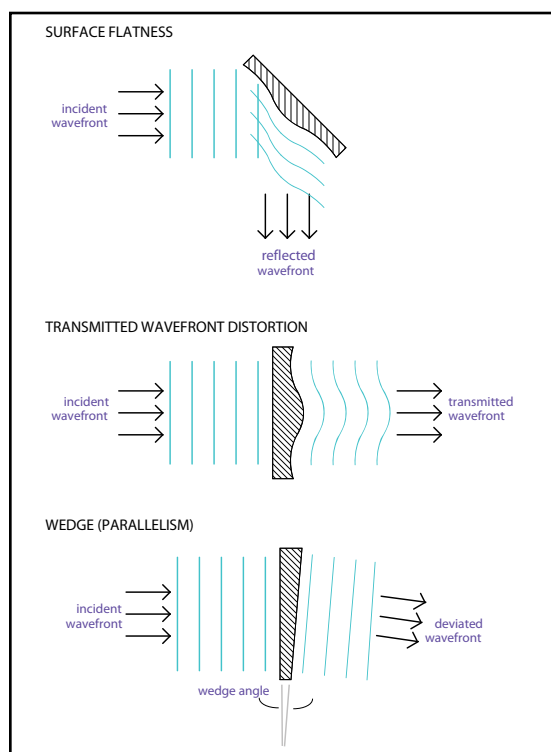 SURFACE FLATNESS
incident
wavefront
reflected
wavefront
TRANSMITTED WAVEFRONT DISTORTION
incident
wavefront
transmitted
wavefront
WEDGE (PARALLELISM)
incident
wavefront
deviated
wavefront
wedge angle